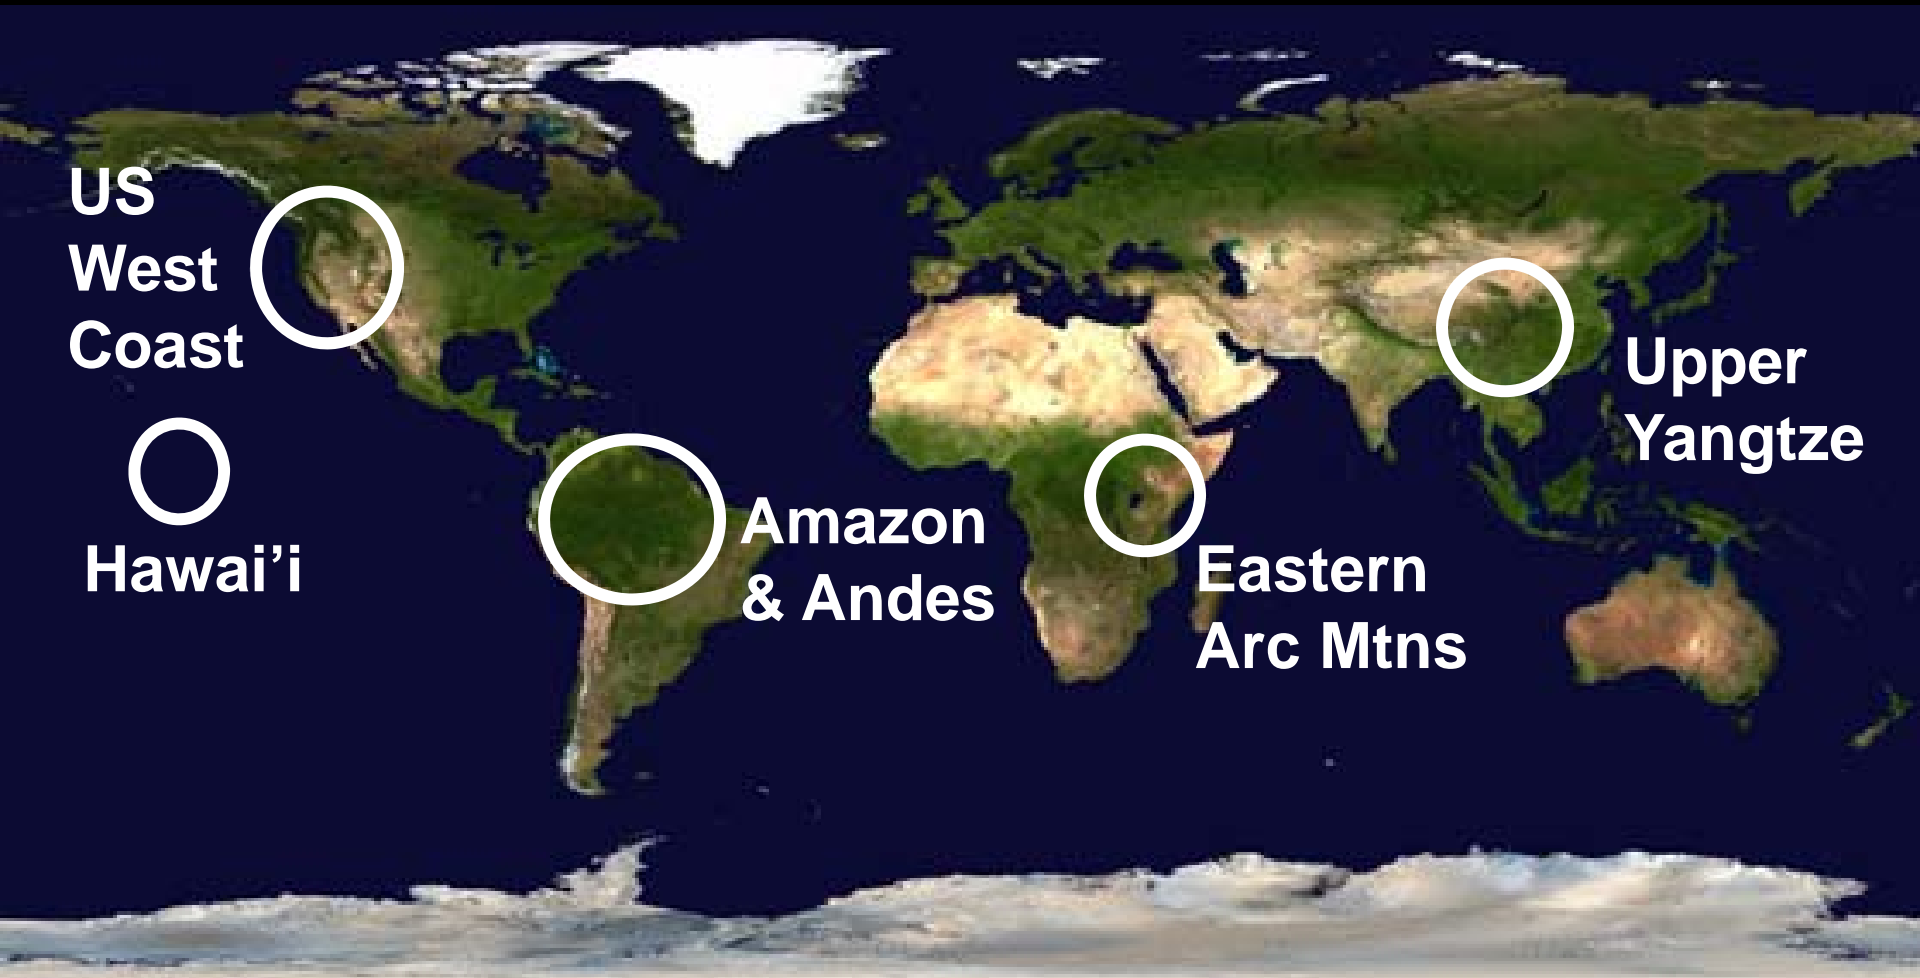 US
West
Coast
Hawai’i
Amazon
& Andes
Eastern
Arc Mtns
Upper
Yangtze